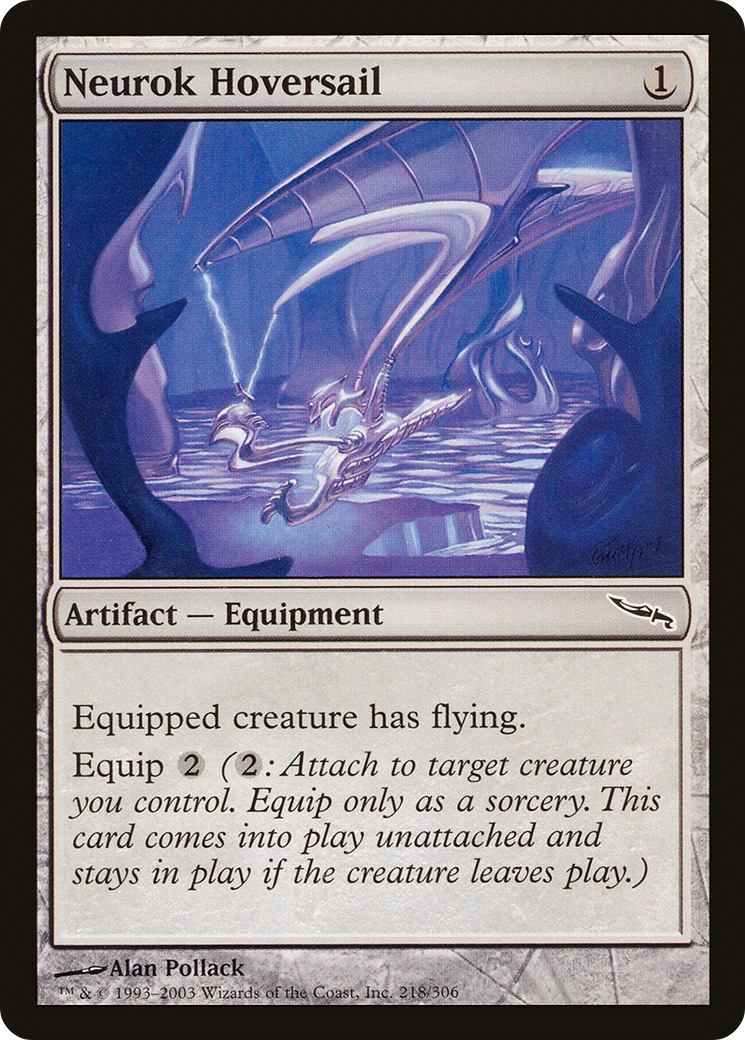 Neurok Hoversail 1
Artifact — Equipment
Equipped creature has flying.
Equip 2 (2: Attach to target creature
you control. Equip only as a sorcery. This
card comes into play unattached and
stays in play if the creature leaves play.)
Alan Pollack
™ & © 1993–2003 Wizards of the Coast, Inc. 218/306